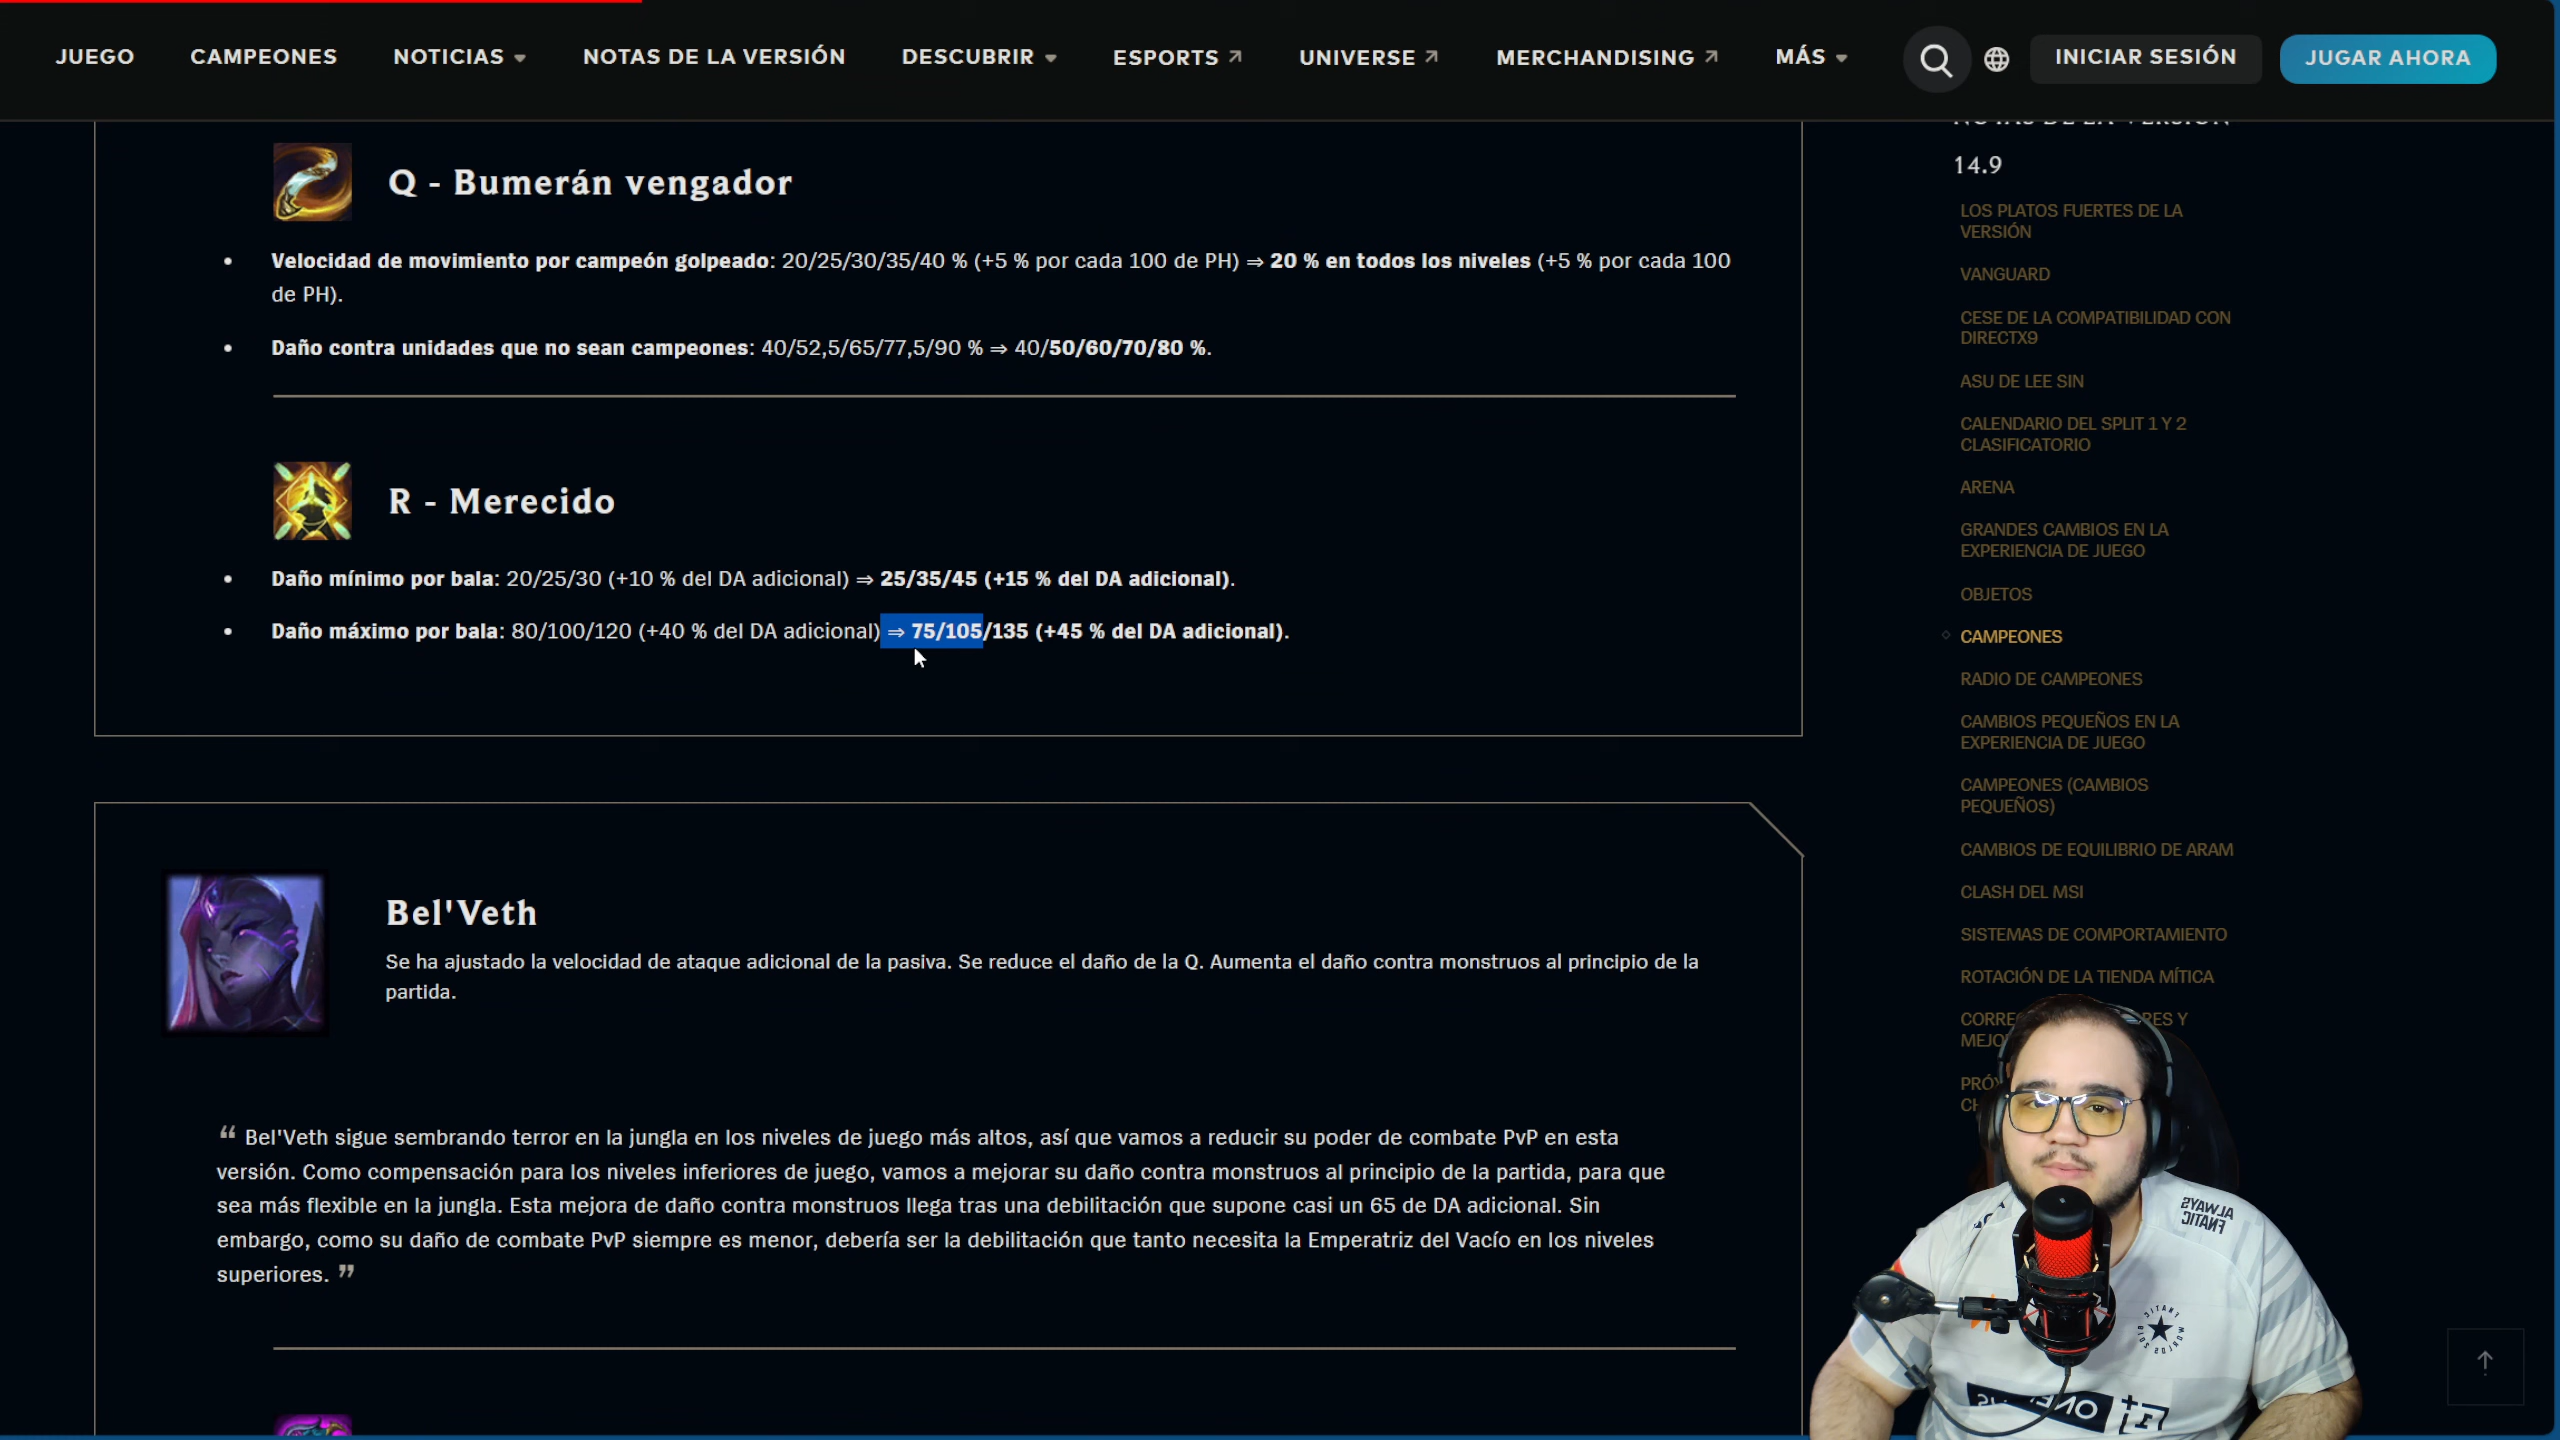 JUEGO CAMPEONES NOTICIAS NOTAS DE LA VERSIÓN DESCUBRIR ESPORTS UNIVERSE MERCHANDISING MÁS INICIAR SESIÓN JUGAR AHORA
Q - Bumerán vengador
• Velocidad de movimiento por campeón golpeado: 20/25/30/35/40 % (+5 % por cada 100 de PH) ⇒ 20 % en todos los niveles (+5 % por cada 100
de PH).
• Daño contra unidades que no sean campeones: 40/52,5/65/77,5/90 % ⇒ 40/50/60/70/80 %.
R - Merecido
• Daño mínimo por bala: 20/25/30 (+10 % del DA adicional) ⇒ 25/35/45 (+15 % del DA adicional).
• Daño máximo por bala: 80/100/120 (+40 % del DA adicional) ⇒ 75/105/135 (+45 % del DA adicional).
Bel'Veth
Se ha ajustado la velocidad de ataque adicional de la pasiva. Se reduce el daño de la Q. Aumenta el daño contra monstruos al principio de la
partida.
“ Bel'Veth sigue sembrando terror en la jungla en los niveles de juego más altos, así que vamos a reducir su poder de combate PvP en esta
versión. Como compensación para los niveles inferiores de juego, vamos a mejorar su daño contra monstruos al principio de la partida, para que
sea más flexible en la jungla. Esta mejora de daño contra monstruos llega tras una debilitación que supone casi un 65 de DA adicional. Sin
embargo, como su daño de combate PvP siempre es menor, debería ser la debilitación que tanto necesita la Emperatriz del Vacío en los niveles
superiores. ”
NOTAS DE LA VERSIÓN
14.9
LOS PLATOS FUERTES DE LA
VERSIÓN
VANGUARD
CESE DE LA COMPATIBILIDAD CON
DIRECTX9
ASU DE LEE SIN
CALENDARIO DEL SPLIT 1 Y 2
CLASIFICATORIO
ARENA
GRANDES CAMBIOS EN LA
EXPERIENCIA DE JUEGO
OBJETOS
CAMPEONES
RADIO DE CAMPEONES
CAMBIOS PEQUEÑOS EN LA
EXPERIENCIA DE JUEGO
CAMPEONES (CAMBIOS
PEQUEÑOS)
CAMBIOS DE EQUILIBRIO DE ARAM
CLASH DEL MSI
SISTEMAS DE COMPORTAMIENTO
ROTACIÓN DE LA TIENDA MÍTICA
Y
ALWAYS
FNATIC